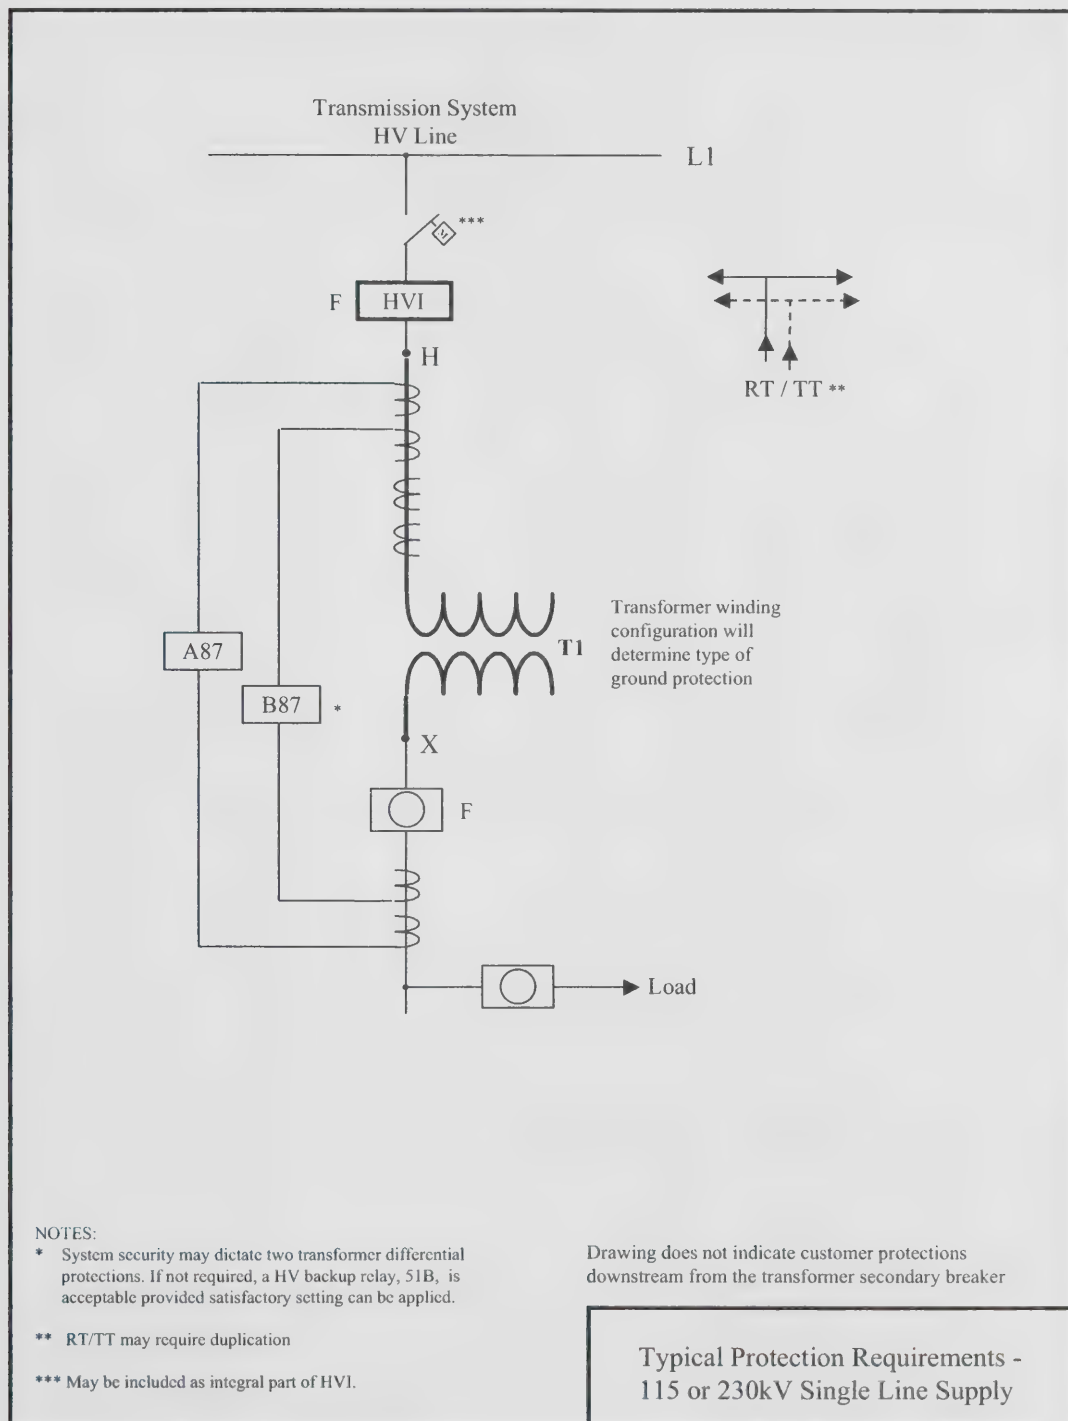 Transmission System
HV Line
L1
M
***
F
HVI
H
RT / TT **
Transformer winding
configuration will
determine type of
ground protection
T1
A87
B87
*
X
F
Load
NOTES:
* System security may dictate two transformer differential
protections. If not required, a HV backup relay, 51B, is
acceptable provided satisfactory setting can be applied.
** RT/TT may require duplication
*** May be included as integral part of HVI.
Drawing does not indicate customer protections
downstream from the transformer secondary breaker
Typical Protection Requirements -
115 or 230kV Single Line Supply